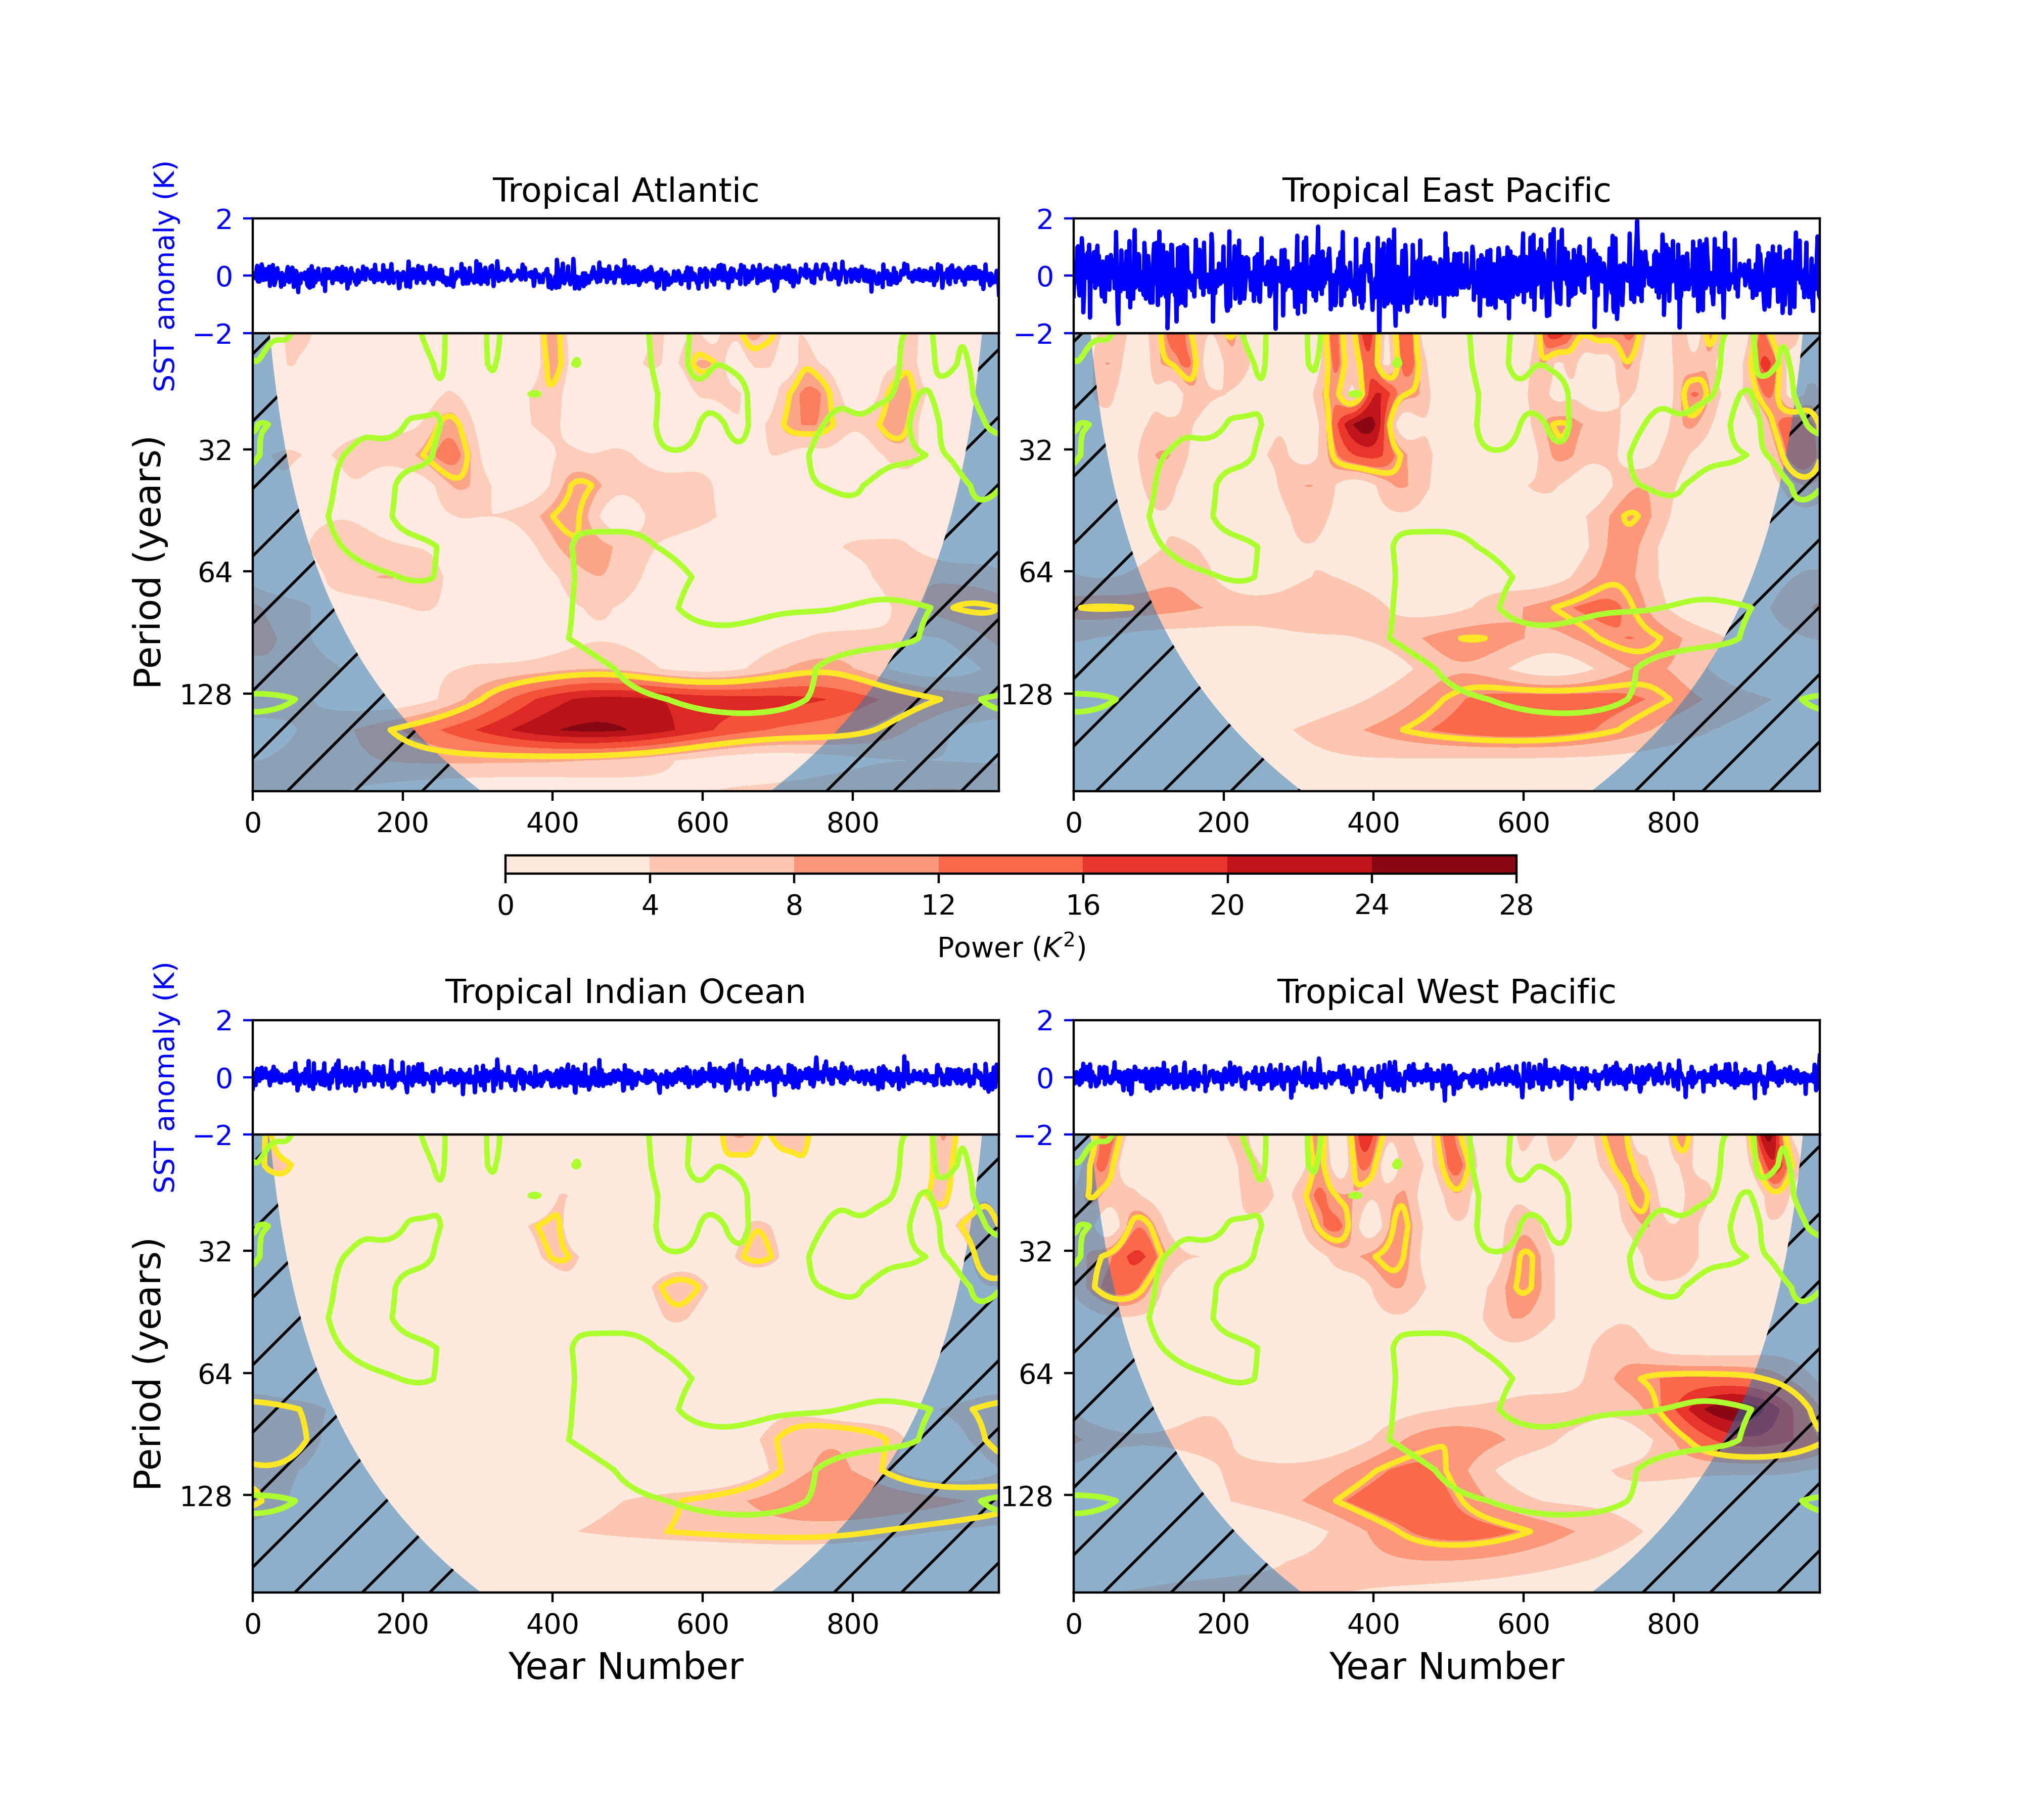 Tropical Atlantic
Tropical East Pacific
SST anomaly (K)
2
0
−2
2
0
−2
Period (years)
32
64
128
32
64
128
0 200 400 600 800
0 200 400 600 800
0 4 8 12 16 20 24 28
Power (K²)
Tropical Indian Ocean
Tropical West Pacific
SST anomaly (K)
2
0
−2
2
0
−2
Period (years)
32
64
128
32
64
128
0 200 400 600 800
0 200 400 600 800
Year Number
Year Number